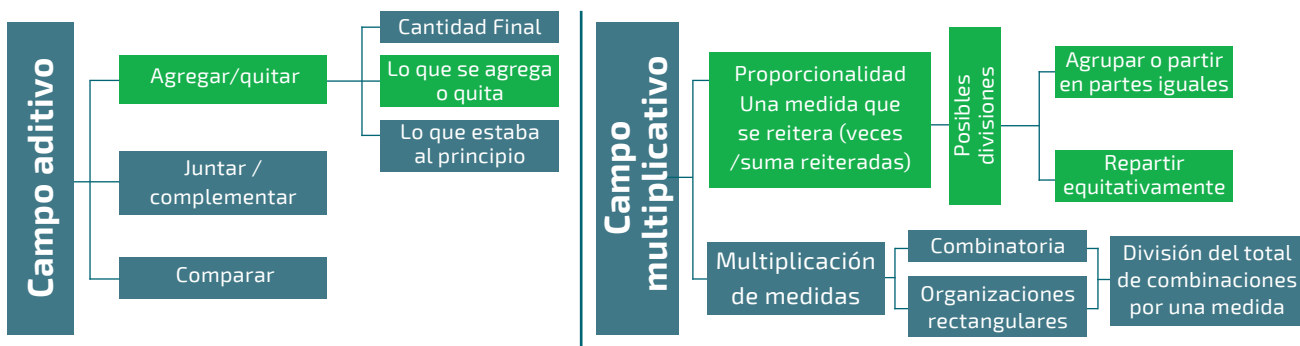 Campo aditivo
Agregar/quitar
Juntar /
complementar
Comparar
Cantidad Final
Lo que se agrega
o quita
Lo que estaba
al principio
Campo
multiplicativo
Proporcionalidad
Una medida que
se reitera (veces
/suma reiteradas)
Posibles
divisiones
Agrupar o partir
en partes iguales
Repartir
equitativamente
Multiplicación
de medidas
Combinatoria
Organizaciones
rectangulares
División del total
de combinaciones
por una medida